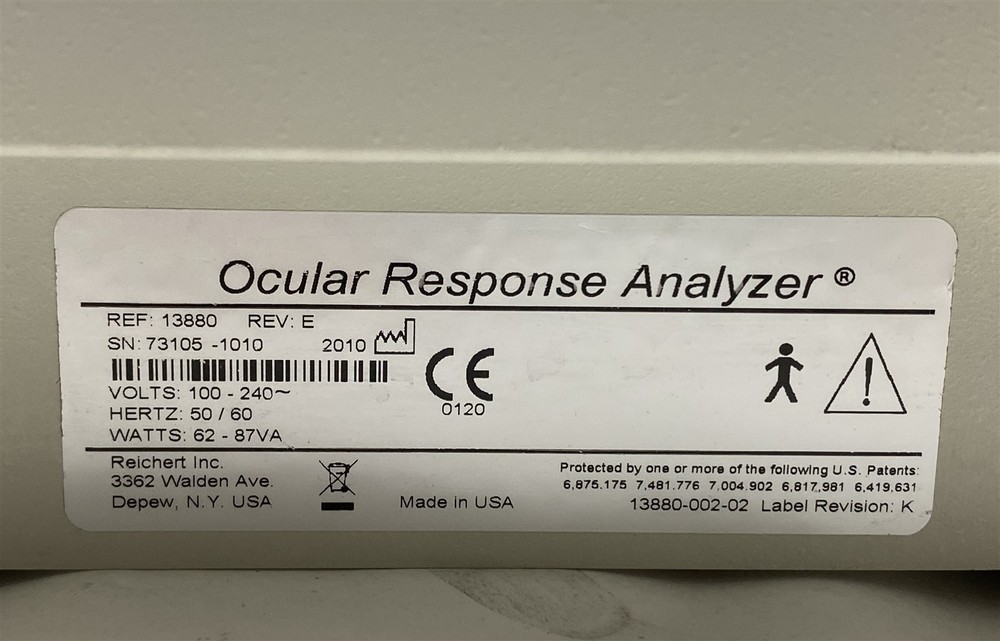 Ocular Response Analyzer ®
REF: 13880 REV: E
SN: 73105 -1010 2010
CE
0120
VOLTS: 100 - 240~
HERTZ: 50 / 60
WATTS: 62 - 87VA
Reichert Inc.
3362 Walden Ave.
Depew, N.Y. USA
Made in USA
Protected by one or more of the following U.S. Patents:
6,875.175 7,481.776 7,004.902 6,817,981 6,419,631
13880-002-02 Label Revision: K